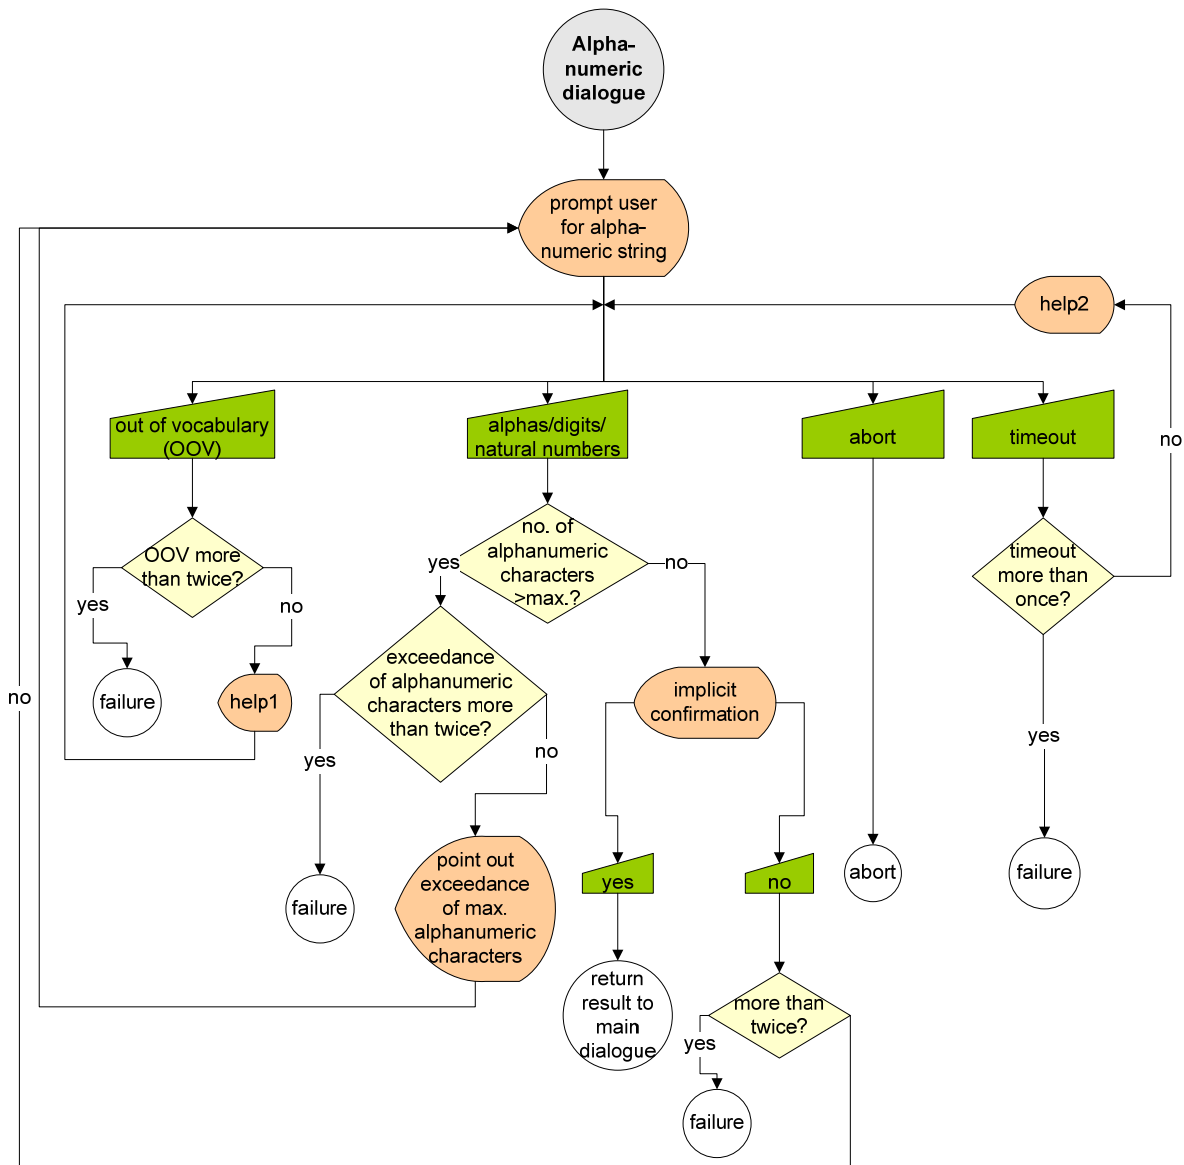 Alpha-
numeric
dialogue
prompt user
for alpha-
numeric string
help2
out of vocabulary
(OOV)
alphas/digits/
natural numbers
abort
timeout
no
OOV more
than twice?
no. of
alphanumeric
characters
>max.?
timeout
more than
once?
yes
no
yes
no
exceedance
of alphanumeric
characters more
than twice?
implicit
confirmation
no
failure
help1
yes
no
yes
point out
exceedance
of max.
alphanumeric
characters
yes
no
abort
failure
failure
return
result to
main
dialogue
more than
twice?
yes
failure